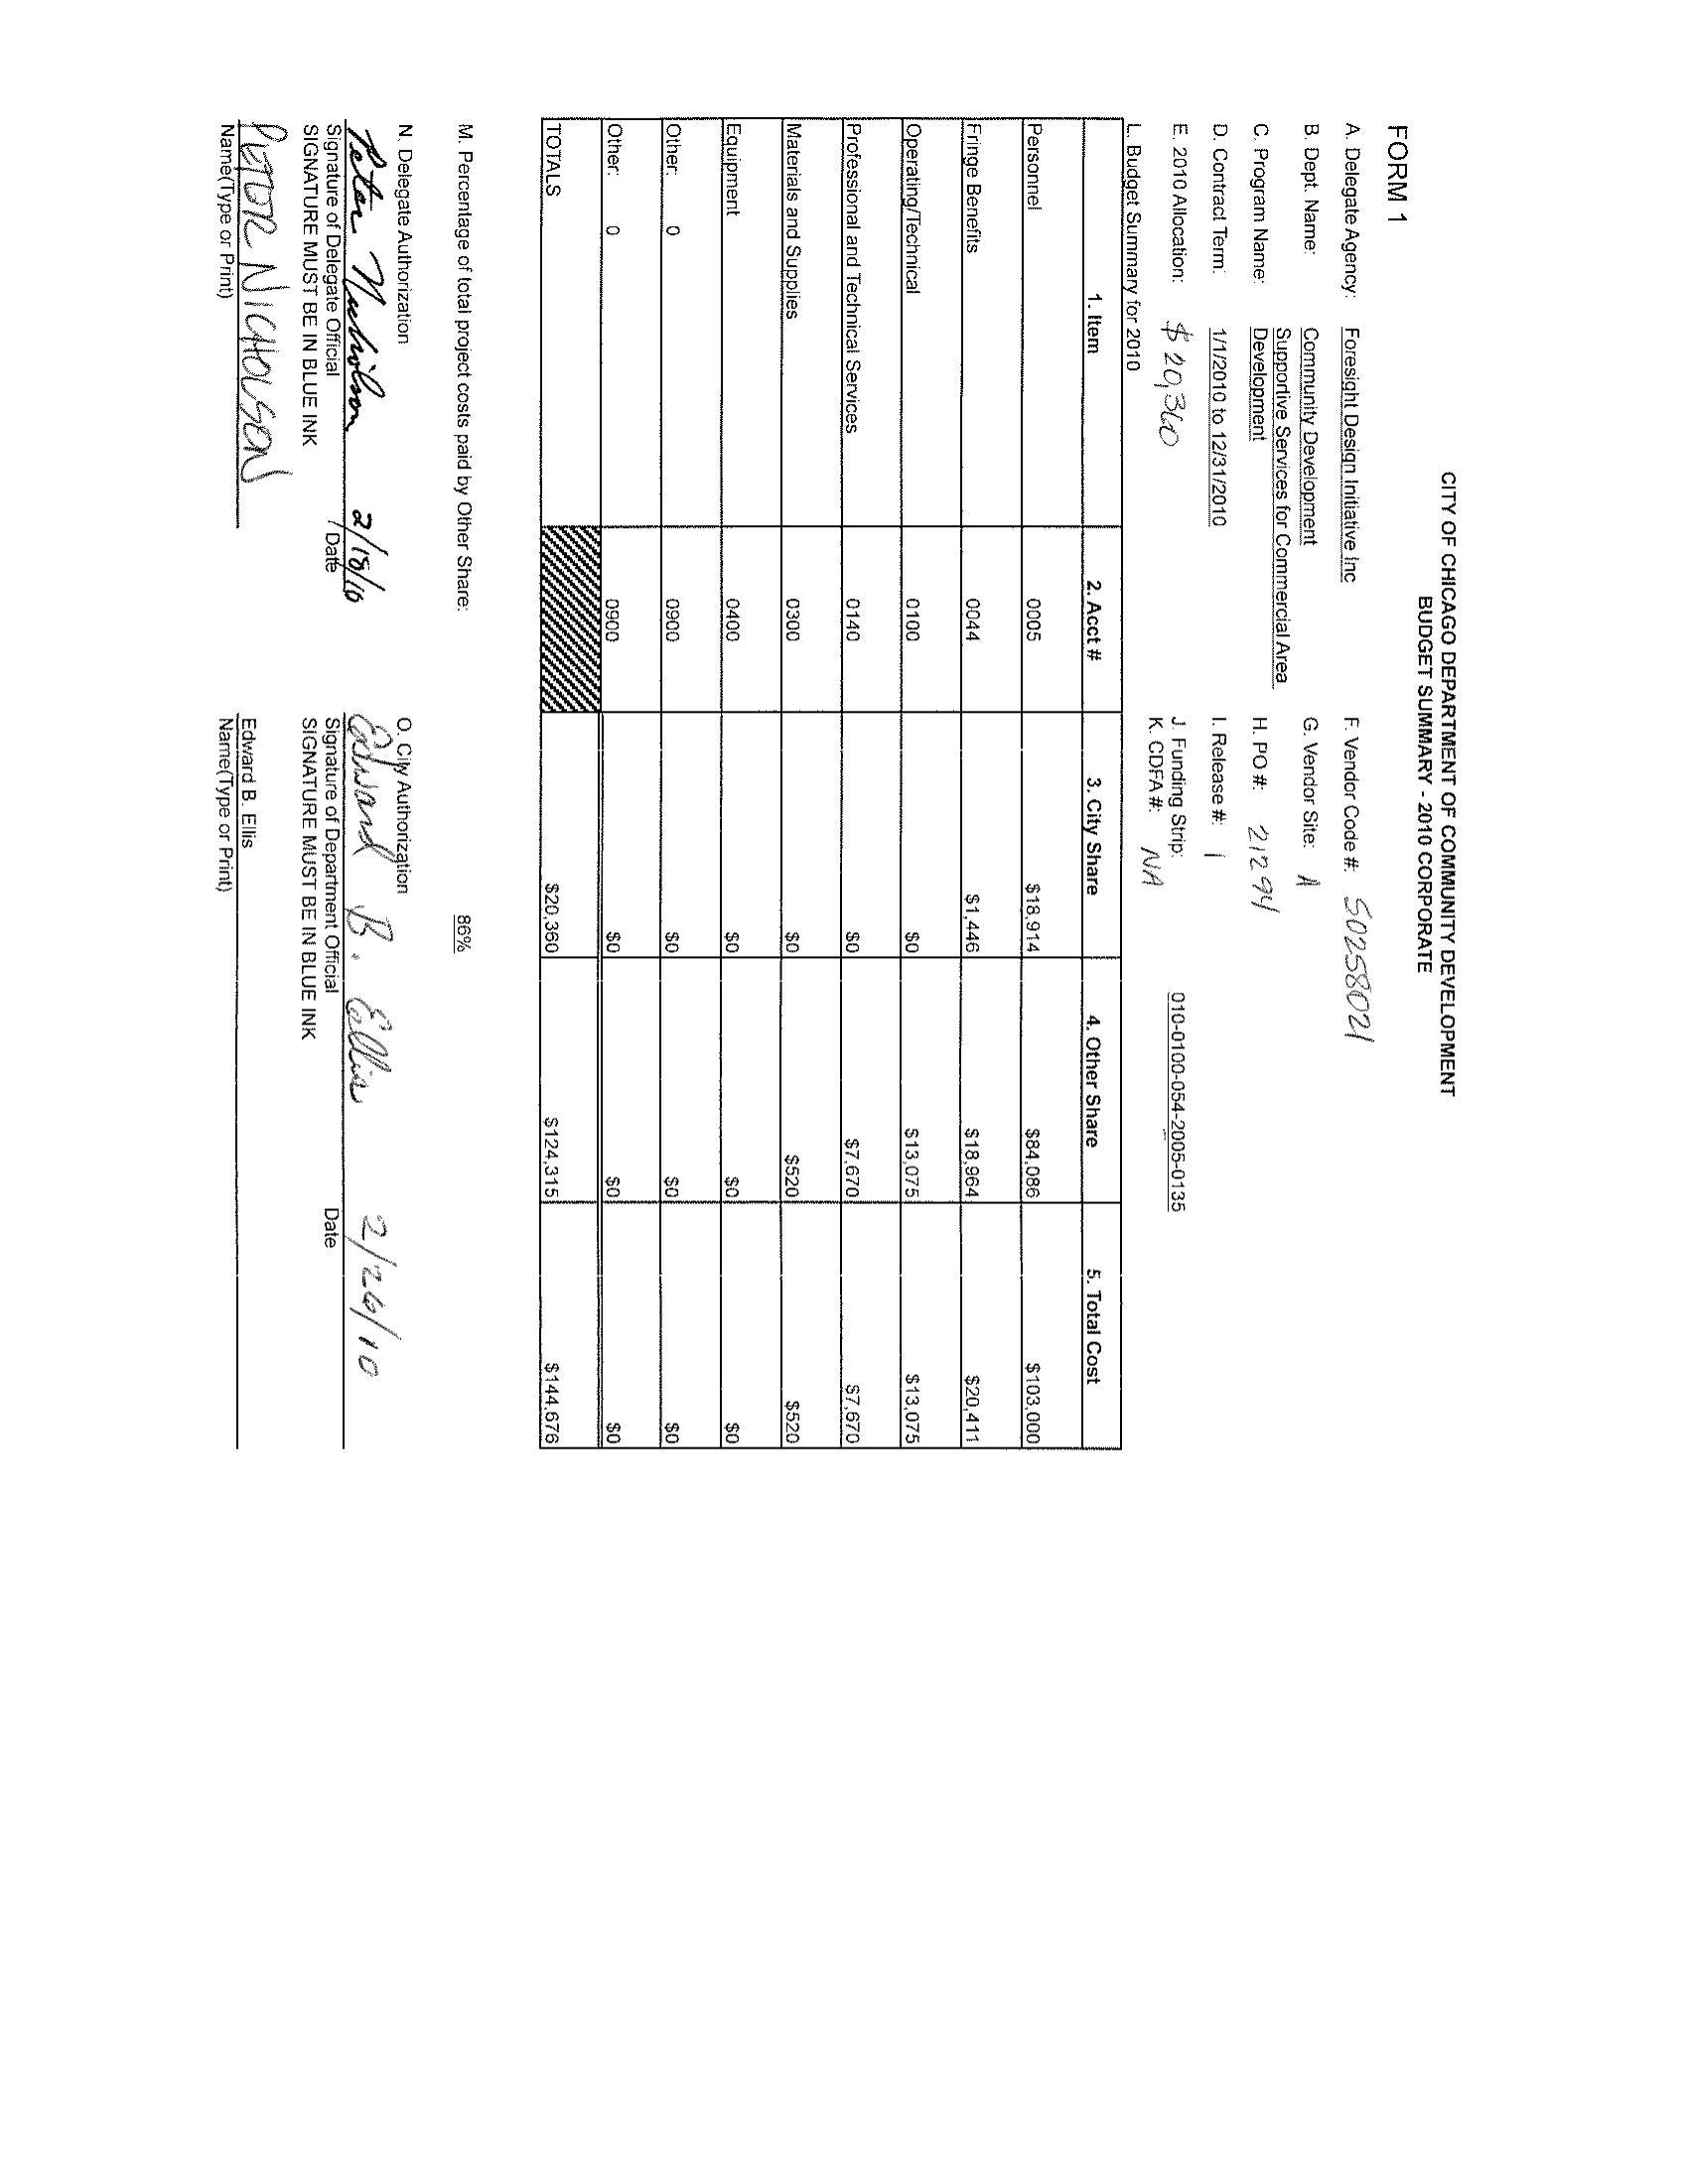 CITY OF CHICAGO DEPARTMENT OF COMMUNITY DEVELOPMENT
BUDGET SUMMARY - 2010 CORPORATE
FORM 1
A. Delegate Agency: Foresight Design Initiative Inc F. Vendor Code #: 50258021
B. Dept. Name: Community Development G. Vendor Site: A
C. Program Name: Supportive Services for Commercial Area
Development H. PO #: 21294
D. Contract Term: 1/1/2010 to 12/31/2010 I. Release #: 1
E. 2010 Allocation: $ 20,360 J. Funding Strip: 010-0100-054-2005-0135
K. CDFA #: NA
L. Budget Summary for 2010
1. Item 2. Acct # 3. City Share 4. Other Share 5. Total Cost
Personnel 0005 $18,914 $84,086 $103,000
Fringe Benefits 0044 $1,446 $18,964 $20,411
Operating/Technical 0100 $0 $13,075 $13,075
Professional and Technical Services 0140 $0 $7,670 $7,670
Materials and Supplies 0300 $0 $520 $520
Equipment 0400 $0 $0 $0
Other: 0 0900 $0 $0 $0
Other: 0 0900 $0 $0 $0
TOTALS $20,360 $124,315 $144,676
M. Percentage of total project costs paid by Other Share: 86%
N. Delegate Authorization O. City Authorization
Peter Nicholson 2/18/10 Edward B. Ellis 2/26/10
Signature of Delegate Official / Date Signature of Department Official Date
SIGNATURE MUST BE IN BLUE INK SIGNATURE MUST BE IN BLUE INK
PETER NICHOLSON Edward B. Ellis
Name(Type or Print) Name(Type or Print)